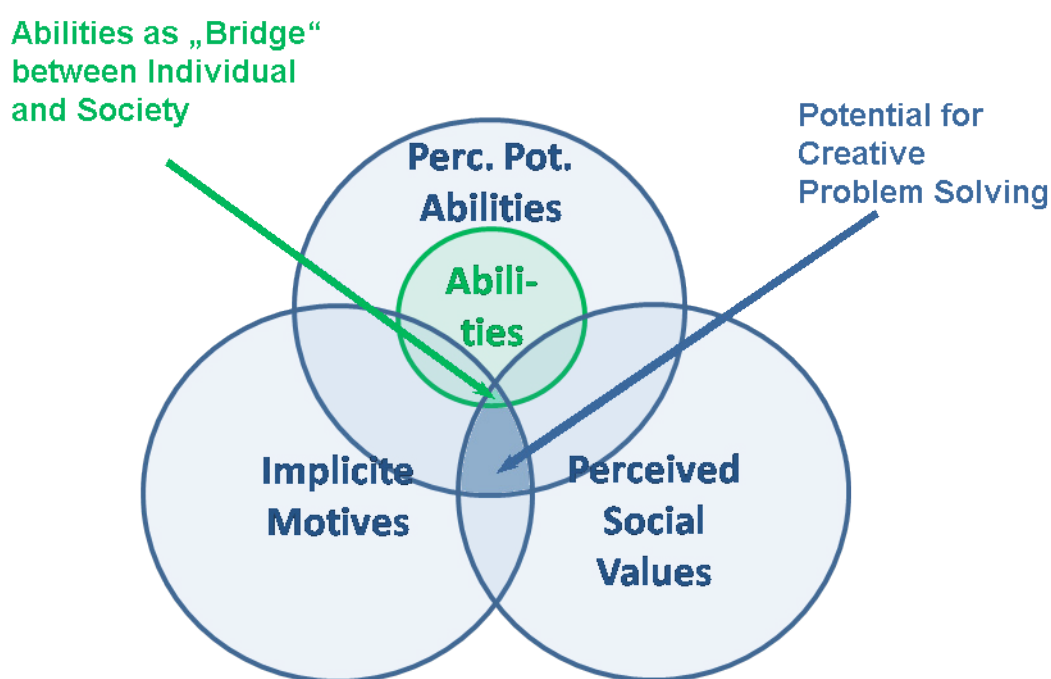 Abilities as „Bridge“
between Individual
and Society
Potential for
Creative
Problem Solving
Perc. Pot.
Abilities
Abili-
ties
Implicite
Motives
Perceived
Social
Values